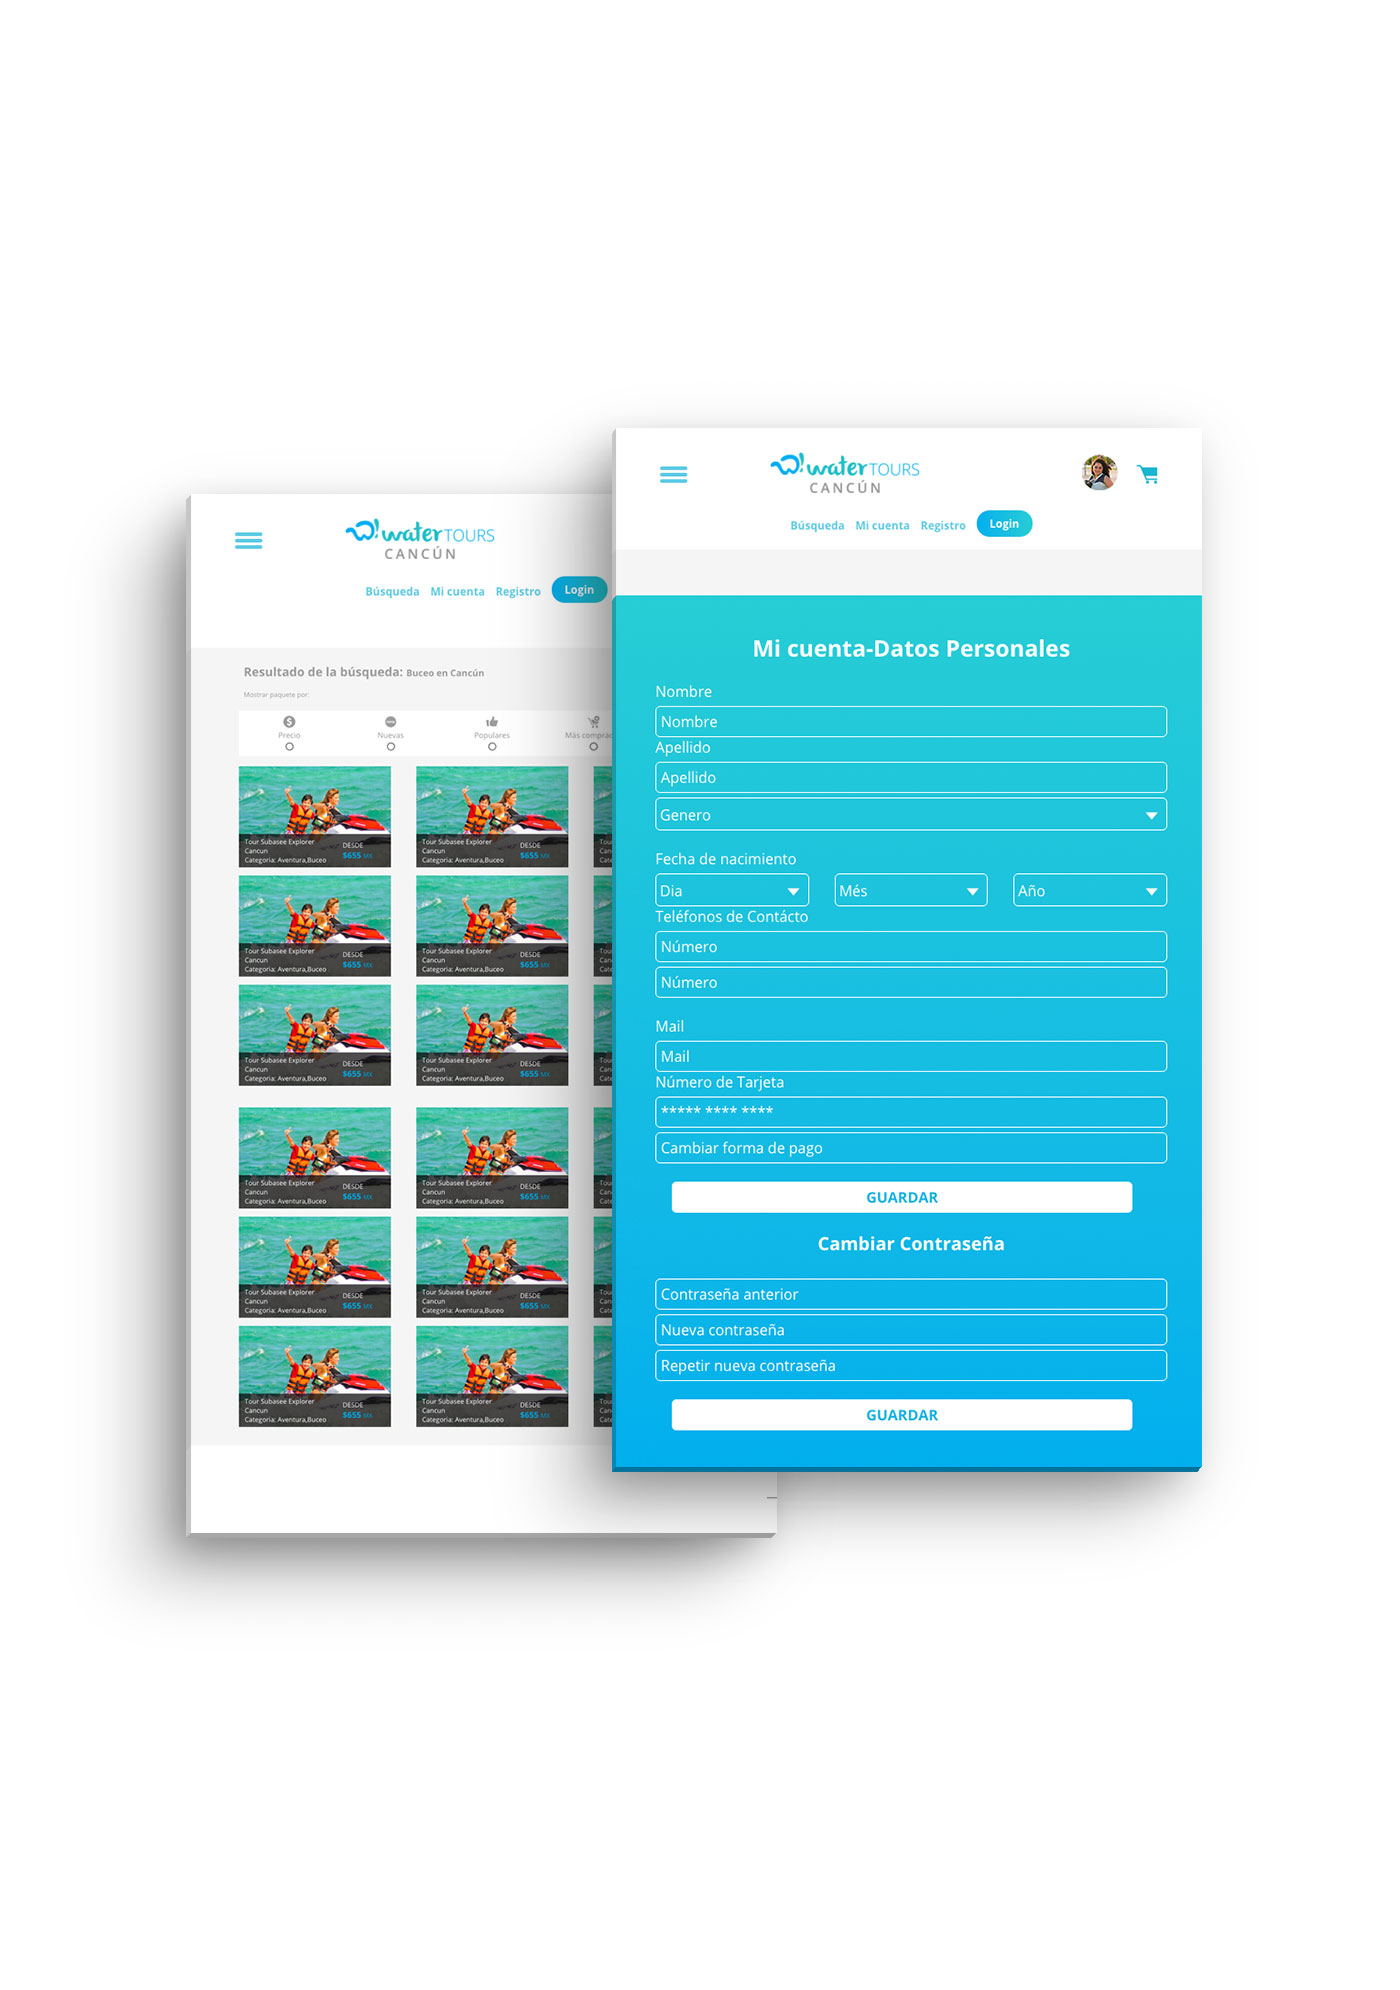 water TOURS
CANCÚN
Búsqueda Mi cuenta Registro Login
Resultado de la búsqueda: Buceo en Cancún
Mostrar paquete por:
Precio Nuevas Populares
Más
Tour Subasee Explorer
Cancun
Categoria: Aventura,Buceo
DESDE
$655 MX
Tour Subasee Explorer
Cancun
Categoria: Aventura,Buceo
DESDE
$655 MX
Tour Subasee Explorer
Cancun
Categoria: Aventura,Buceo
DESDE
$655 MX
Tour Subasee Explorer
Cancun
Categoria: Aventura,Buceo
DESDE
$655 MX
Tour Subasee Explorer
Cancun
Categoria: Aventura,Buceo
DESDE
$655 MX
Tour Subasee Explorer
Cancun
Categoria: Aventura,Buceo
DESDE
$655 MX
Tour Subasee Explorer
Cancun
Categoria: Aventura,Buceo
DESDE
$655 MX
Tour Subasee Explorer
Cancun
Categoria: Aventura,Buceo
DESDE
$655 MX
Tour Subasee Explorer
Cancun
Categoria: Aventura,Buceo
DESDE
$655 MX
Tour Subasee Explorer
Cancun
Categoria: Aventura,Buceo
DESDE
$655 MX
Tour Subasee Explorer
Cancun
Categoria: Aventura,Buceo
DESDE
$655 MX
Tour Subasee Explorer
Cancun
Categoria: Aventura,Buceo
DESDE
$655 MX
water TOURS
CANCÚN
Búsqueda Mi cuenta Registro Login
Mi cuenta-Datos Personales
Nombre
Nombre
Apellido
Apellido
Genero
Fecha de nacimiento
Dia Més Año
Teléfonos de Contácto
Número
Número
Mail
Mail
Número de Tarjeta
***** **** ****
Cambiar forma de pago
GUARDAR
Cambiar Contraseña
Contraseña anterior
Nueva contraseña
Repetir nueva contraseña
GUARDAR